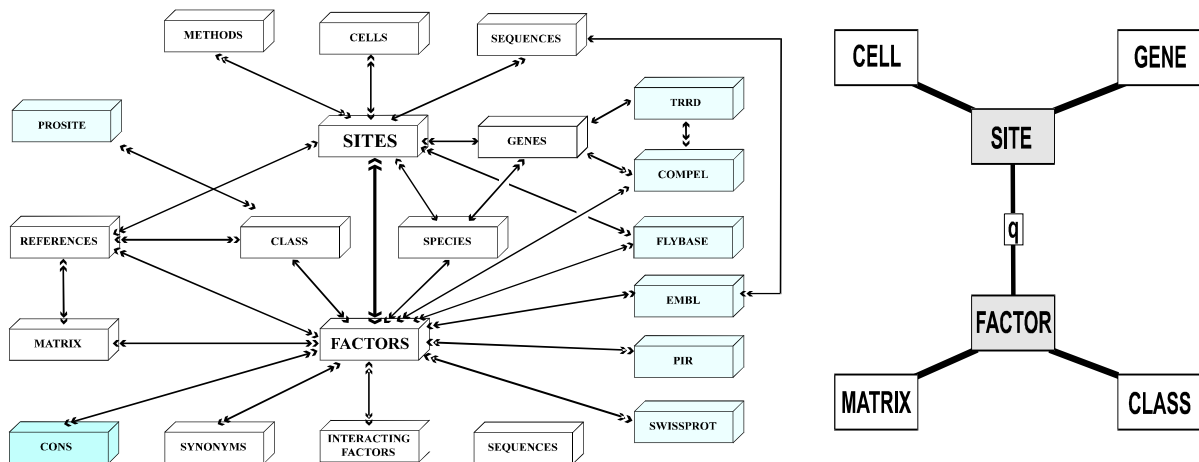 METHODS
CELLS
SEQUENCES
PROSITE
TRRD
SITES
GENES
COMPEL
REFERENCES
CLASS
SPECIES
FLYBASE
EMBL
MATRIX
FACTORS
PIR
CONS
SYNONYMS
INTERACTING
FACTORS
SEQUENCES
SWISSPROT
CELL
GENE
SITE
q
FACTOR
MATRIX
CLASS